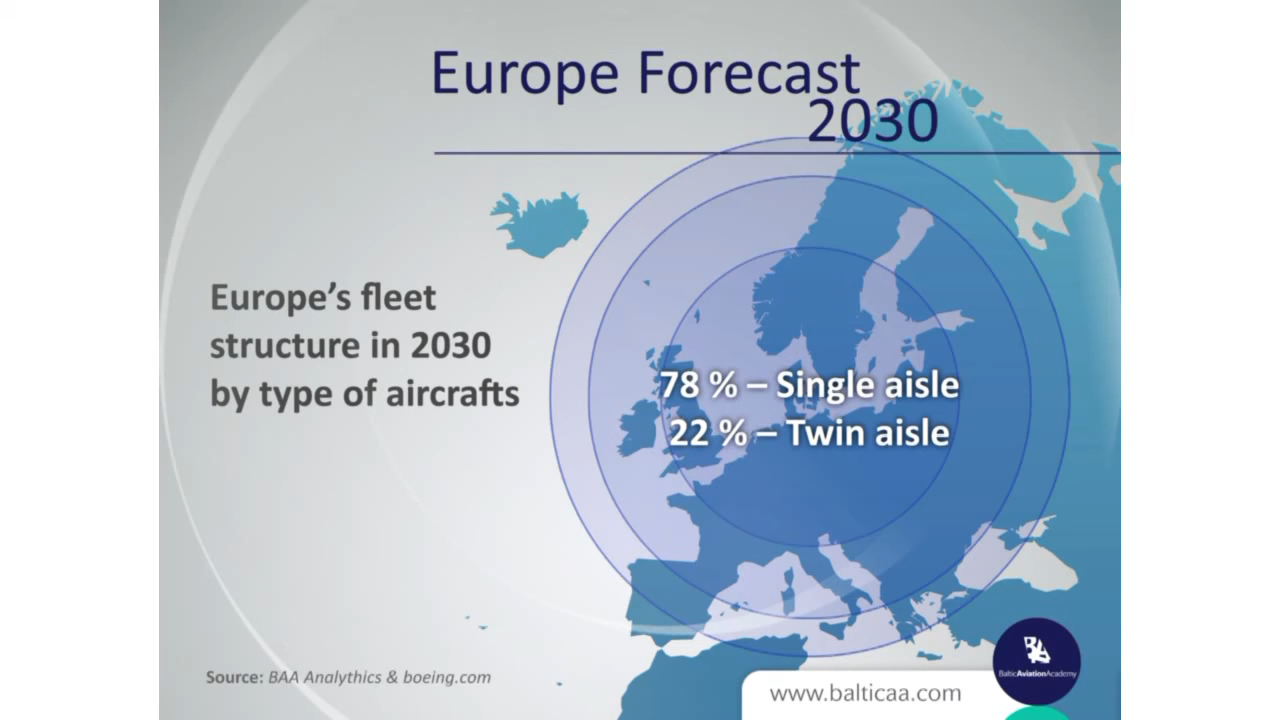 Europe Forecast
2030
Europe's fleet
structure in 2030
by type of aircrafts
78 % – Single aisle
22 % – Twin aisle
Source: BAA Analythics & boeing.com
www.balticaa.com
BalticAviationAcademy